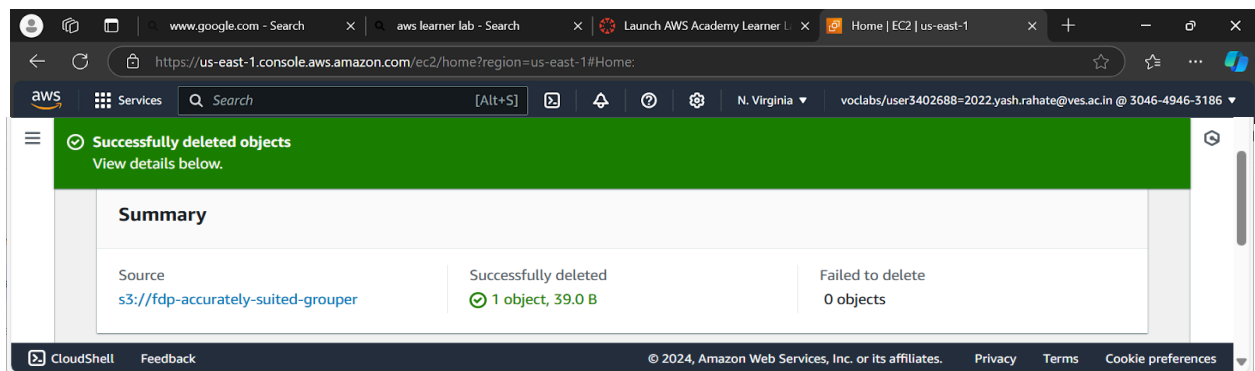 www.google.com - Search
aws learner lab - Search
Launch AWS Academy Learner L
Home | EC2 | us-east-1
https://us-east-1.console.aws.amazon.com/ec2/home?region=us-east-1#Home:
aws Services Search [Alt+S] N. Virginia ▼ voclabs/user3402688=2022.yash.rahate@ves.ac.in @ 3046-4946-3186 ▼
Successfully deleted objects
View details below.
Summary
Source Successfully deleted Failed to delete
s3://fdp-accurately-suited-grouper 1 object, 39.0 B 0 objects
CloudShell Feedback © 2024, Amazon Web Services, Inc. or its affiliates. Privacy Terms Cookie preferences